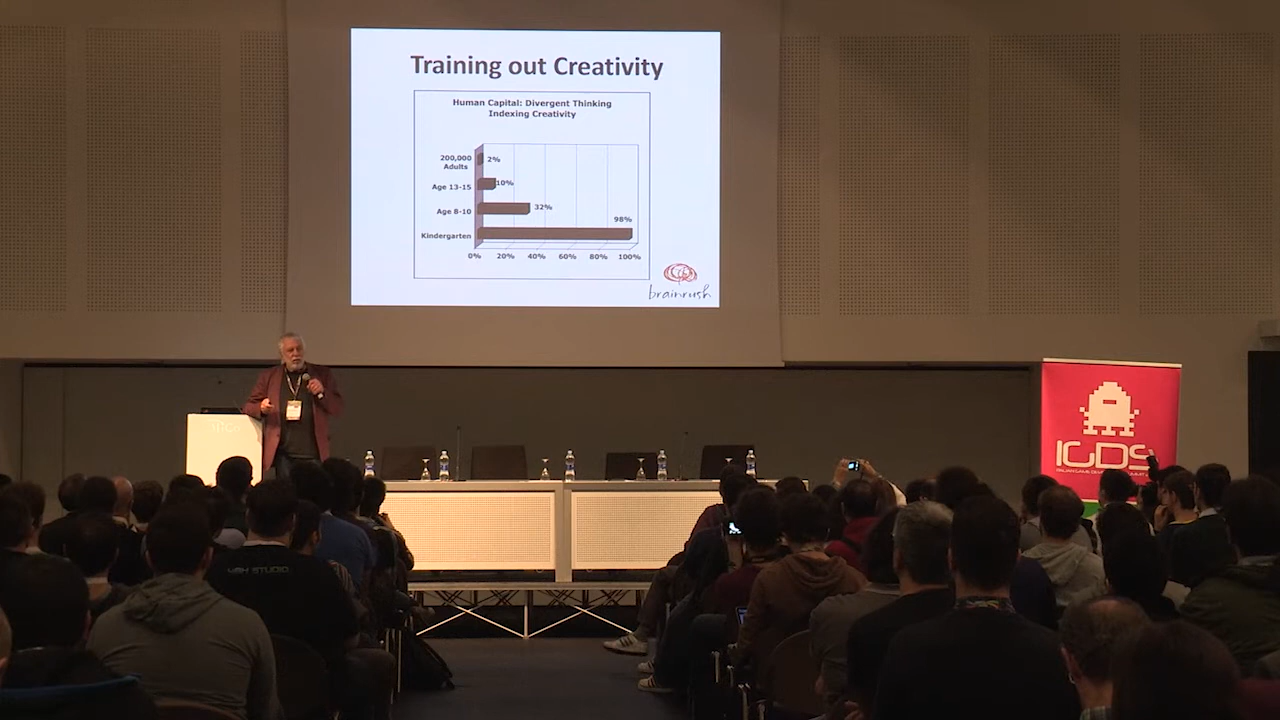 Training out Creativity
Human Capital: Divergent Thinking
Indexing Creativity
200,000
Adults
2%
Age 13-15
10%
Age 8-10
32%
98%
Kindergarten
0% 20% 40% 60% 80% 100%
brainrush
IGDS